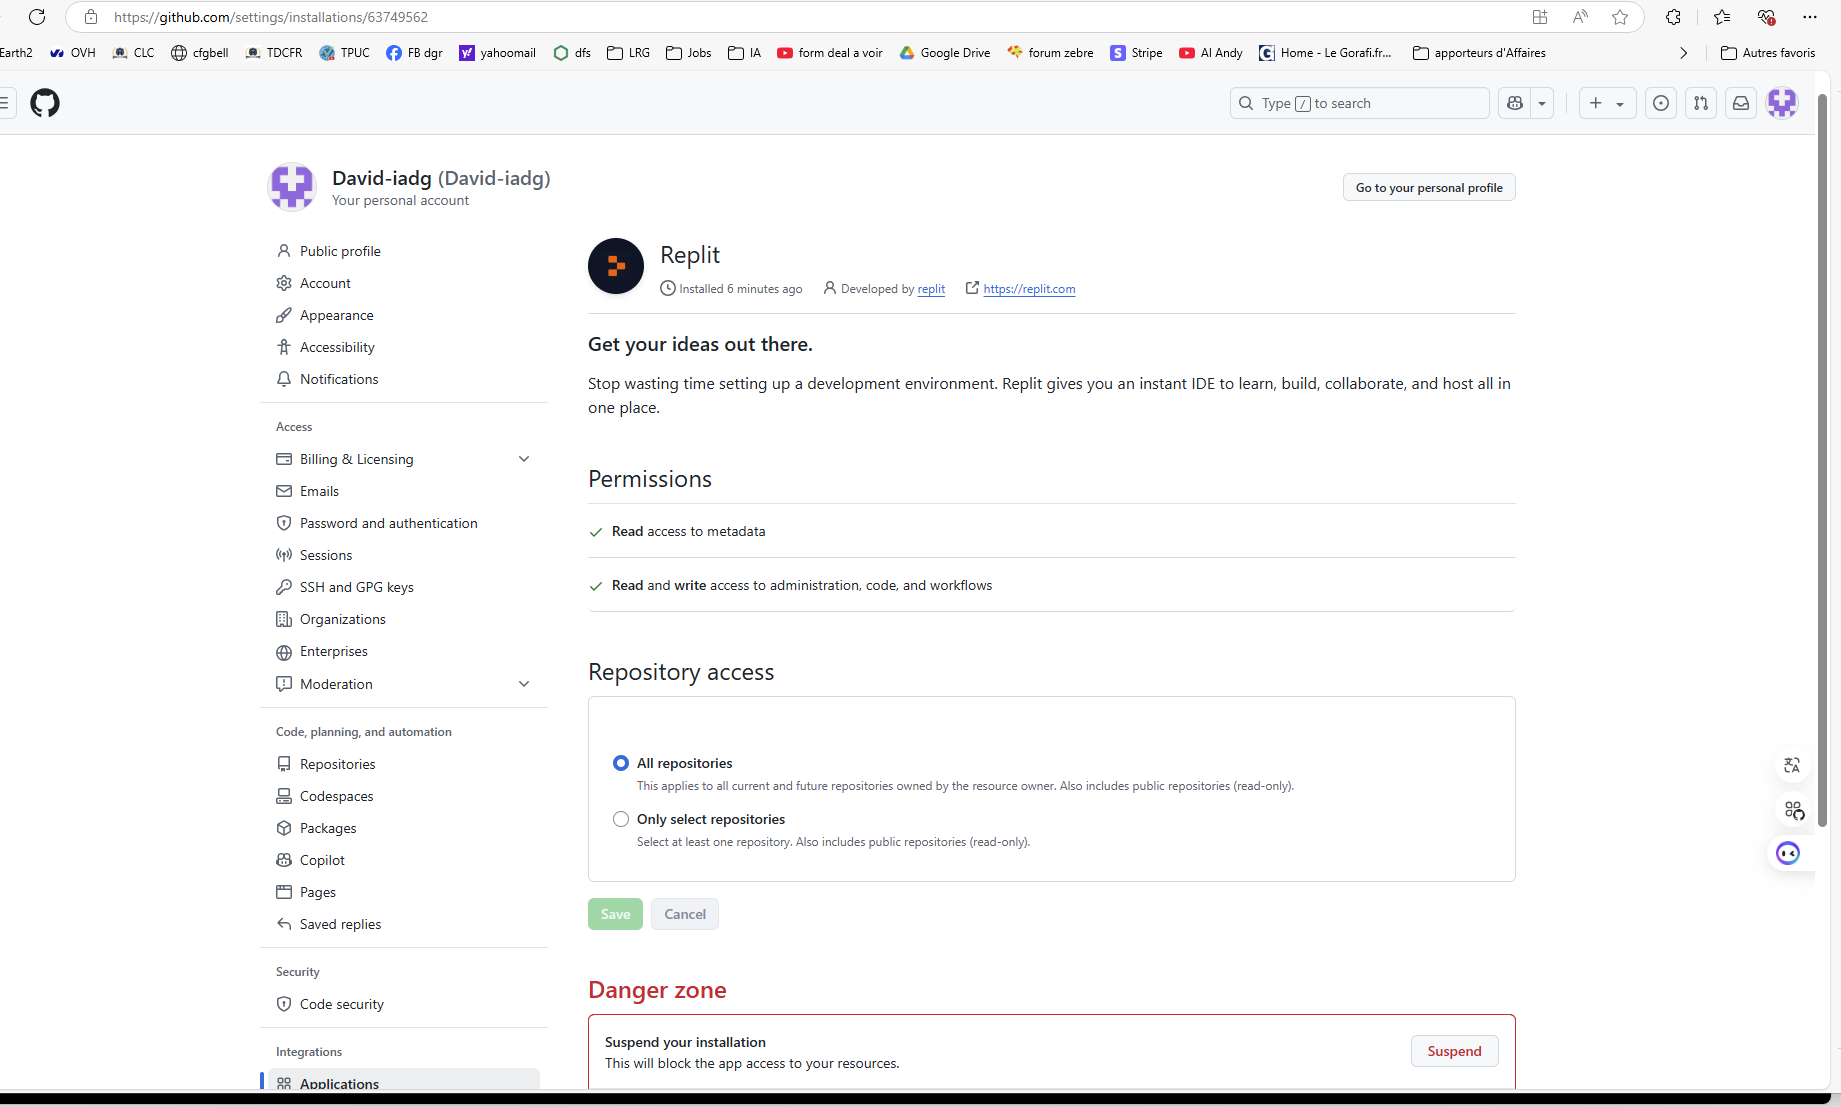 https://github.com/settings/installations/63749562
Earth2 OVH CLC cfgbell TDCFR TPUC FB dgr yahoomail dfs LRG Jobs IA form deal a voir Google Drive forum zebre Stripe AI Andy Home - Le Gorafi.fr... apporteurs d'Affaires Autres favoris
Type / to search
David-iadg (David-iadg)
Your personal account
Go to your personal profile
Public profile
Account
Appearance
Accessibility
Notifications
Access
Billing & Licensing
Emails
Password and authentication
Sessions
SSH and GPG keys
Organizations
Enterprises
Moderation
Code, planning, and automation
Repositories
Codespaces
Packages
Copilot
Pages
Saved replies
Security
Code security
Integrations
Applications
Replit
Installed 6 minutes ago Developed by replit https://replit.com
Get your ideas out there.
Stop wasting time setting up a development environment. Replit gives you an instant IDE to learn, build, collaborate, and host all in
one place.
Permissions
Read access to metadata
Read and write access to administration, code, and workflows
Repository access
All repositories
This applies to all current and future repositories owned by the resource owner. Also includes public repositories (read-only).
Only select repositories
Select at least one repository. Also includes public repositories (read-only).
Save Cancel
Danger zone
Suspend your installation
This will block the app access to your resources.
Suspend